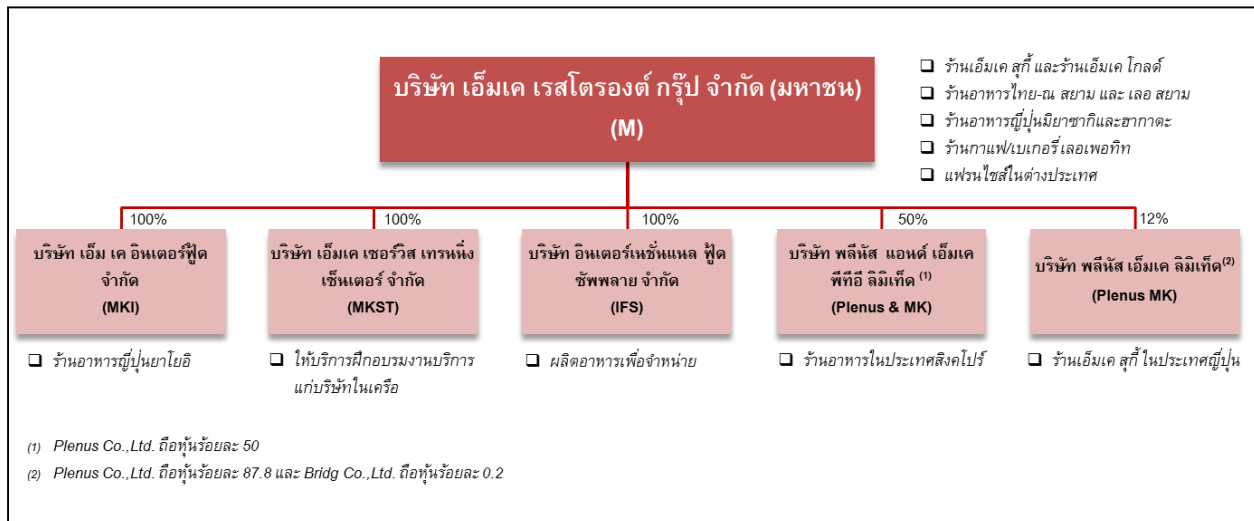 บริษัท เอ็มเค เรสโตรองต์ กรุ๊ป จำกัด (มหาชน)
(M)
❑ ร้านเอ็มเค สุกี้ และร้านเอ็มเค โกลด์
❑ ร้านอาหารไทย-ณ สยาม และ เลอ สยาม
❑ ร้านอาหารญี่ปุ่นมิยาซากิและฮากาตะ
❑ ร้านกาแฟ/เบเกอรี่ เลอเพอทิท
❑ แฟรนไชส์ในต่างประเทศ
100%
บริษัท เอ็ม เค อินเตอร์ฟู๊ด
จำกัด
(MKI)
❑ ร้านอาหารญี่ปุ่นยาโยอิ
100%
บริษัท เอ็มเค เซอร์วิส เทรนนิ่ง
เซ็นเตอร์ จำกัด
(MKST)
❑ ให้บริการฝึกอบรมงานบริการ
แก่บริษัทในเครือ
100%
บริษัท อินเตอร์เนชั่นแนล ฟู้ด
ซัพพลาย จำกัด
(IFS)
❑ ผลิตอาหารเพื่อจำหน่าย
50%
บริษัท พลีนัส แอนด์ เอ็มเค
พีทีอี ลิมิเท็ด (1)
(Plenus & MK)
❑ ร้านอาหารในประเทศสิงคโปร์
12%
บริษัท พลีนัส เอ็มเค ลิมิเท็ด(2)
(Plenus MK)
❑ ร้านเอ็มเค สุกี้ ในประเทศญี่ปุ่น
(1) Plenus Co.,Ltd. ถือหุ้นร้อยละ 50
(2) Plenus Co.,Ltd. ถือหุ้นร้อยละ 87.8 และ Bridg Co.,Ltd. ถือหุ้นร้อยละ 0.2